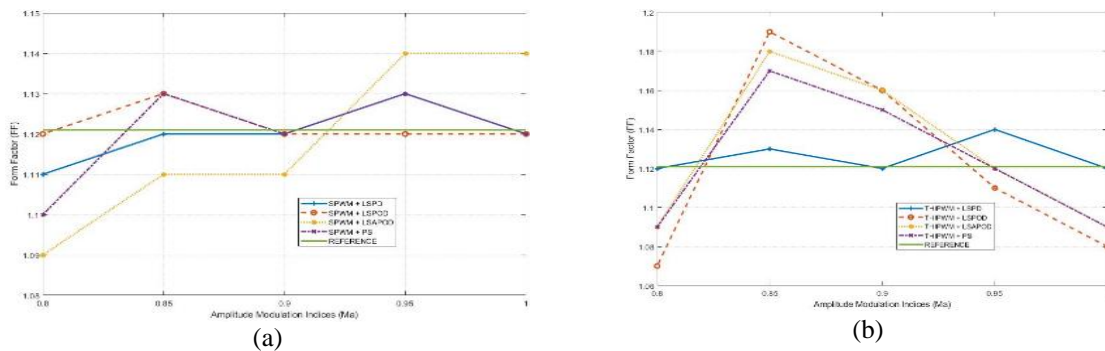 1.15
1.14
1.13
1.12
1.11
1.1
1.09
1.08
Form Factor (FF)
SPWM + LSPD
SPWM + LSPOD
SPWM + LSAPOD
SPWM + PS
REFERENCE
0.8 0.85 0.9 0.95 1
Amplitude Modulation Indices (Ma)
(a)
1.2
1.18
1.16
1.14
1.12
1.1
1.08
1.06
Form Factor (FF)
THIPWM + LSPD
THIPWM + LSPOD
THIPWM + LSAPOD
THIPWM + PS
REFERENCE
0.8 0.85 0.9 0.95
Amplitude Modulation Indices (Ma)
(b)